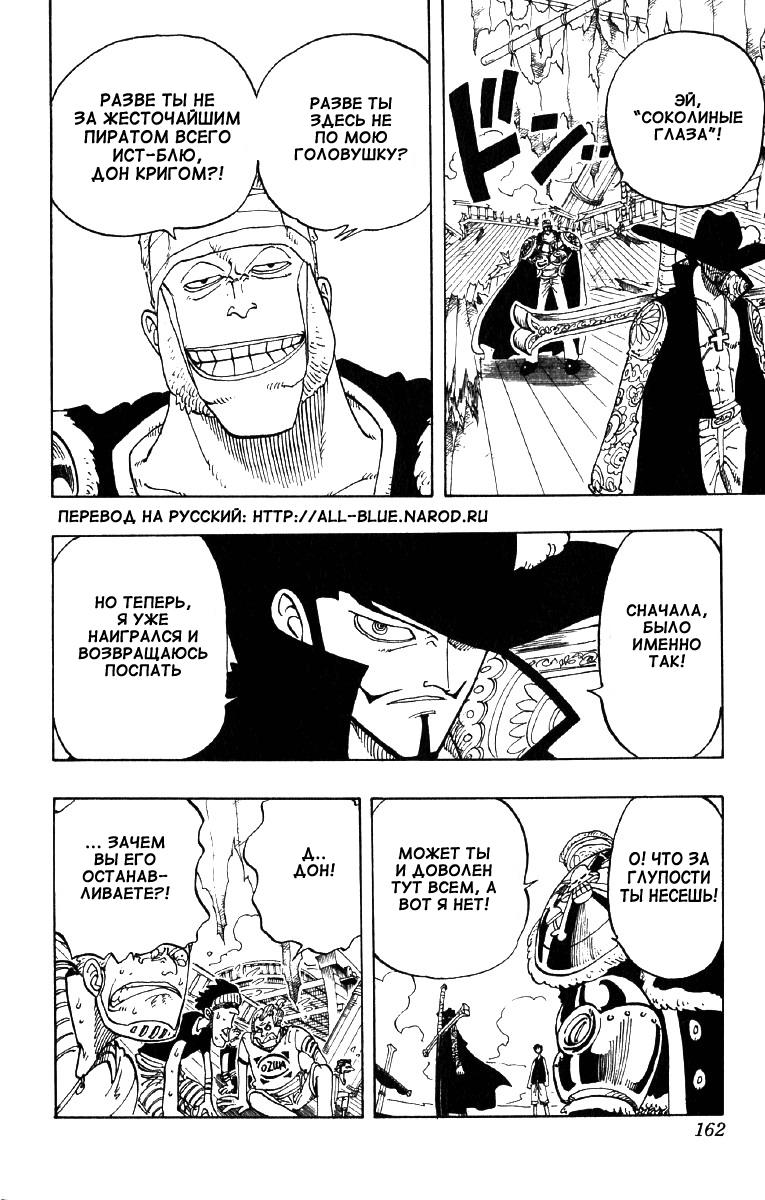 ЭЙ,
"СОКОЛИНЫЕ
ГЛАЗА"!
ドドン
РАЗВЕ ТЫ
ЗДЕСЬ НЕ
ПО МОЮ
ГОЛОВУШКУ?
РАЗВЕ ТЫ НЕ
ЗА ЖЕСТОЧАЙШИМ
ПИРАТОМ ВСЕГО
ИСТ-БЛЮ,
ДОН КРИГОМ?!
ПЕРЕВОД НА РУССКИЙ: HTTP://ALL-BLUE.NAROD.RU
СНАЧАЛА,
БЫЛО
ИМЕННО
ТАК!
НО ТЕПЕРЬ,
Я УЖЕ
НАИГРАЛСЯ И
ВОЗВРАЩАЮСЬ
ПОСПАТЬ
О! ЧТО ЗА
ГЛУПОСТИ
ТЫ НЕСЕШЬ!
МОЖЕТ ТЫ
И ДОВОЛЕН
ТУТ ВСЕМ, А
ВОТ Я НЕТ!
Д..
ДОН!
... ЗАЧЕМ
ВЫ ЕГО
ОСТАНАВ-
ЛИВАЕТЕ?!
162